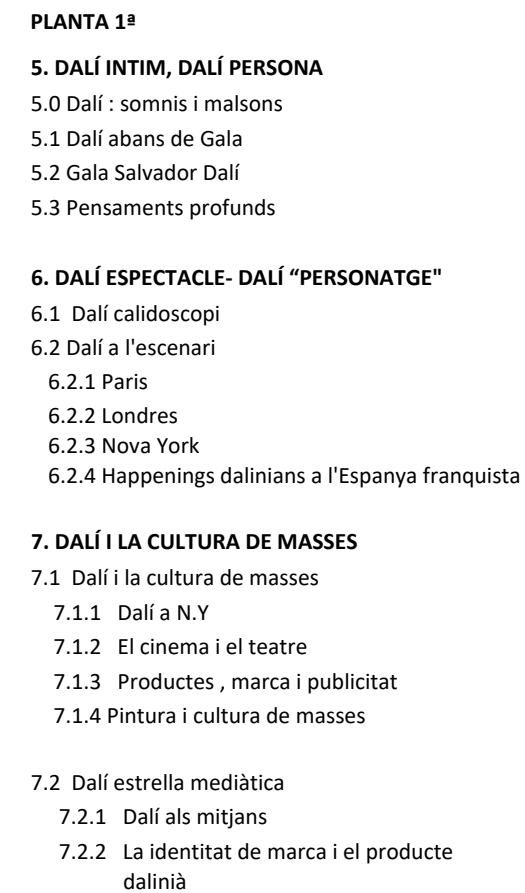 PLANTA 1ª
5. DALÍ INTIM, DALÍ PERSONA
5.0 Dalí : somnis i malsons
5.1 Dalí abans de Gala
5.2 Gala Salvador Dalí
5.3 Pensaments profunds
6. DALÍ ESPECTACLE- DALÍ “PERSONATGE"
6.1 Dalí calidoscopi
6.2 Dalí a l'escenari
6.2.1 Paris
6.2.2 Londres
6.2.3 Nova York
6.2.4 Happenings dalinians a l'Espanya franquista
7. DALÍ I LA CULTURA DE MASSES
7.1 Dalí i la cultura de masses
7.1.1 Dalí a N.Y
7.1.2 El cinema i el teatre
7.1.3 Productes , marca i publicitat
7.1.4 Pintura i cultura de masses
7.2 Dalí estrella mediàtica
7.2.1 Dalí als mitjans
7.2.2 La identitat de marca i el producte
dalinià